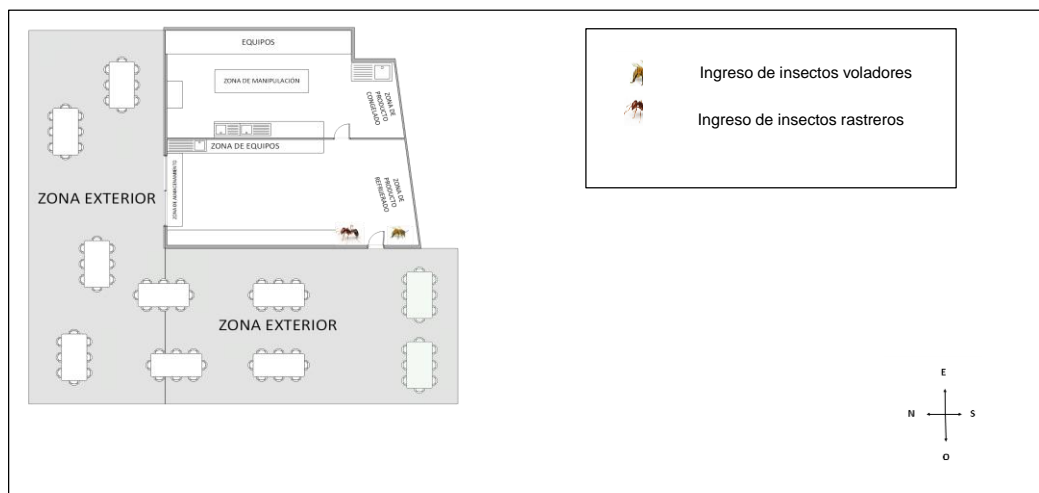 EQUIPOS
ZONA DE MANIPULACIÓN
ZONA DE
PRODUCTO
CONGELADO
ZONA DE EQUIPOS
ZONA DE ALMACENAMIENTO
ZONA DE
PRODUCTO
REFRIGERADO
ZONA EXTERIOR
ZONA EXTERIOR
Ingreso de insectos voladores
Ingreso de insectos rastreros
E
N
S
O